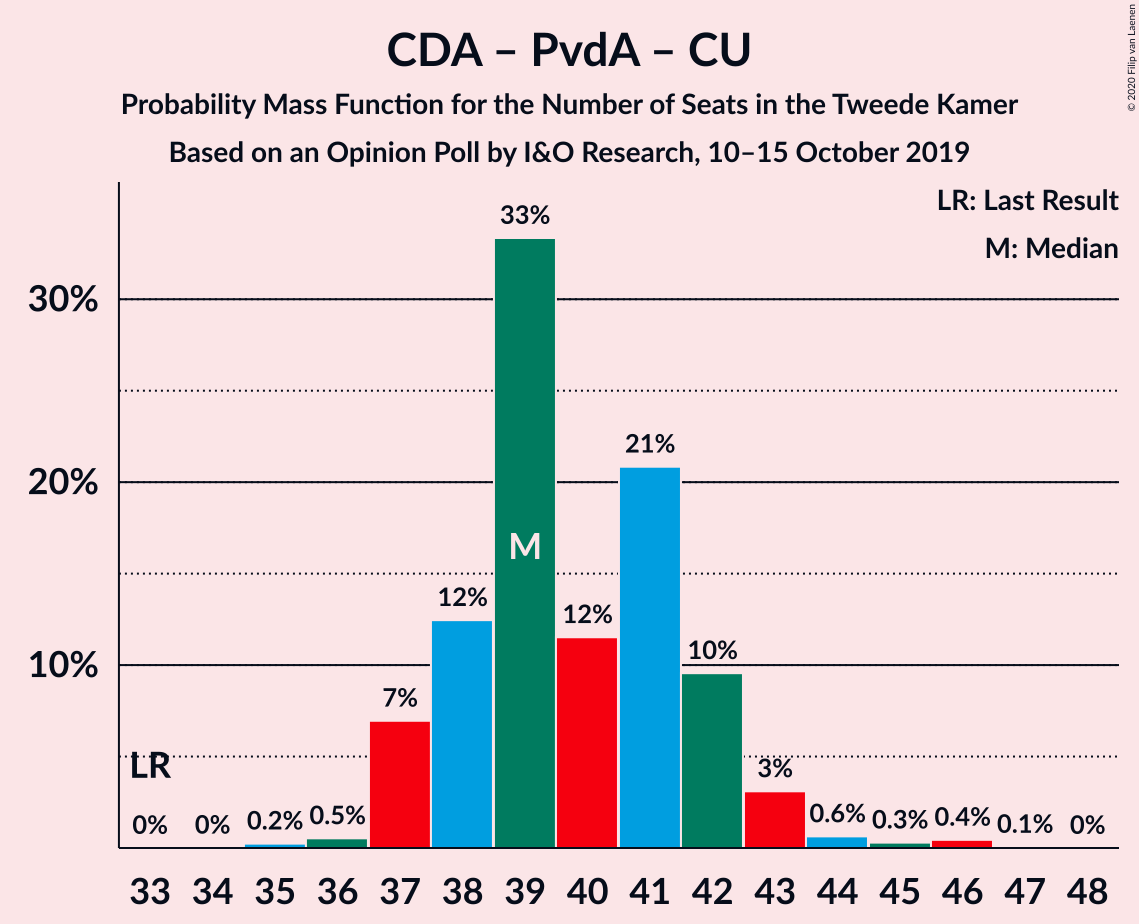 CDA – PvdA – CU
Probability Mass Function for the Number of Seats in the Tweede Kamer
Based on an Opinion Poll by I&O Research, 10–15 October 2019
© 2020 Filip van Laenen
LR: Last Result
M: Median
30%
20%
10%
0%
0%
0.2%
0.5%
7%
12%
33%
12%
21%
10%
3%
0.6%
0.3%
0.4%
0.1%
0%
LR
M
33 34 35 36 37 38 39 40 41 42 43 44 45 46 47 48